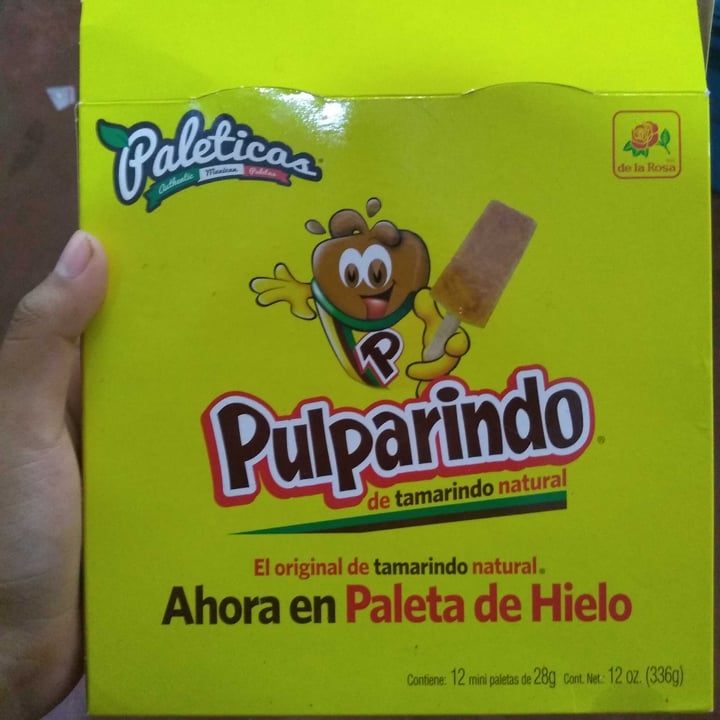 Paleticas
Authentic Mexican Paletas
de la Rosa
P
Pulparindo®
de tamarindo natural
El original de tamarindo natural®
Ahora en Paleta de Hielo
Contiene: 12 mini paletas de 28g Cont. Net.: 12 oz. (336g)